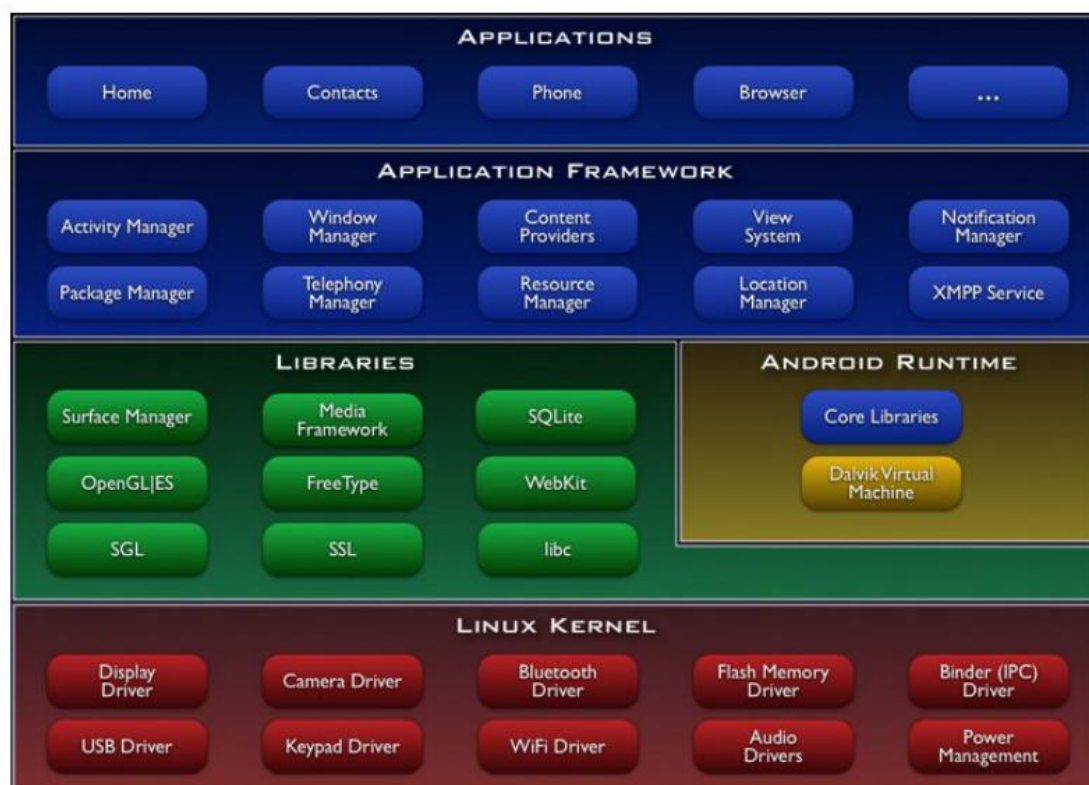 APPLICATIONS
Home
Contacts
Phone
Browser
...
APPLICATION FRAMEWORK
Activity Manager
Window
Manager
Content
Providers
View
System
Notification
Manager
Package Manager
Telephony
Manager
Resource
Manager
Location
Manager
XMPP Service
LIBRARIES
Surface Manager
Media
Framework
SQLite
OpenGL|ES
FreeType
WebKit
SGL
SSL
libc
ANDROID RUNTIME
Core Libraries
Dalvik Virtual
Machine
LINUX KERNEL
Display
Driver
Camera Driver
Bluetooth
Driver
Flash Memory
Driver
Binder (IPC)
Driver
USB Driver
Keypad Driver
WiFi Driver
Audio
Drivers
Power
Management